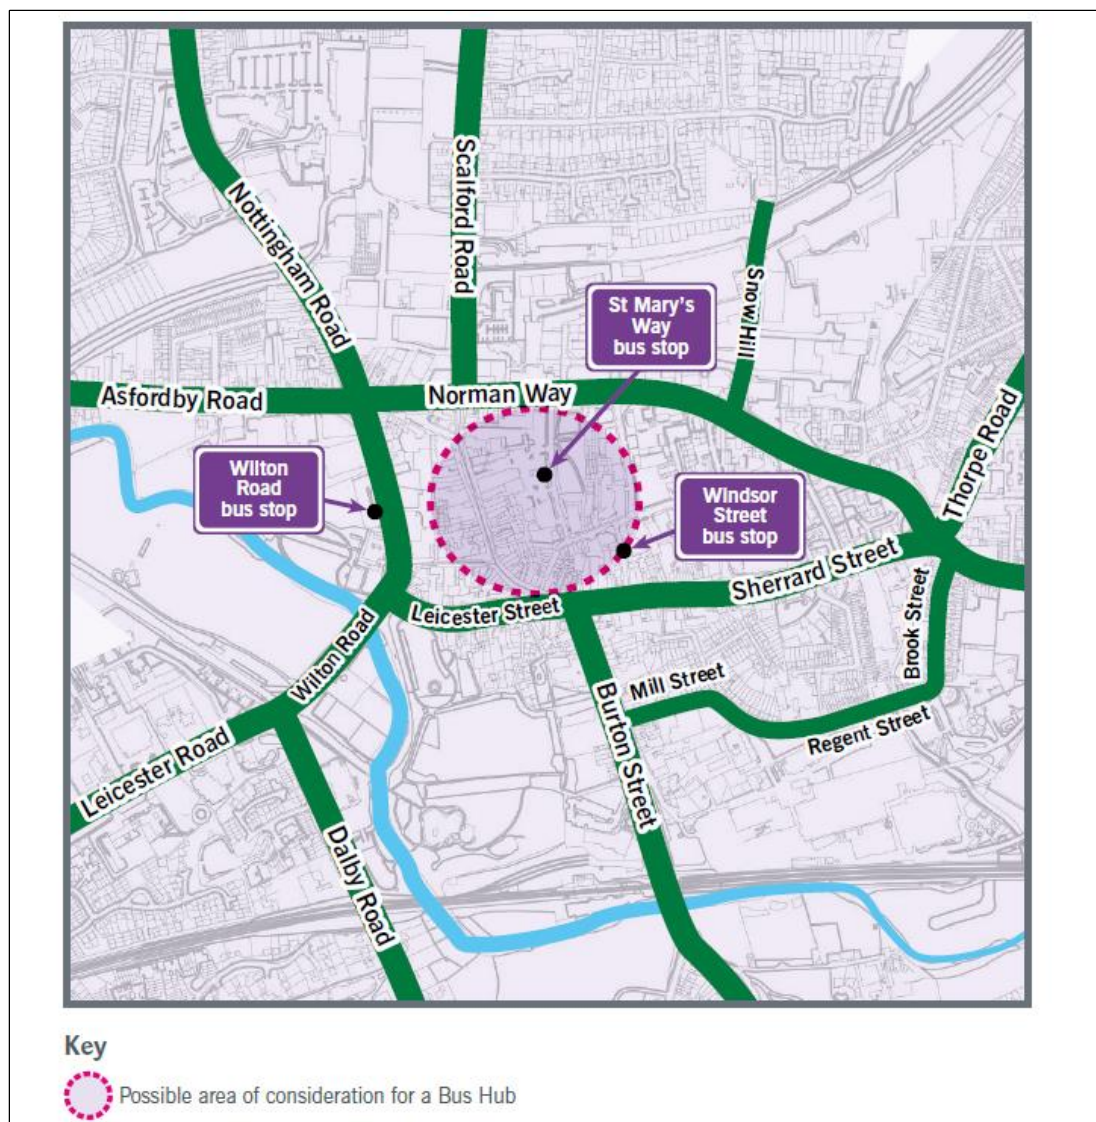 Scalford Road
Nottingham Road
Snow Hill
St Mary's
Way
bus stop
Asfordby Road
Norman Way
Thorpe Road
Wilton
Road
bus stop
Windsor
Street
bus stop
Sherrard Street
Leicester Street
Brook Street
Wilton Road
Mill Street
Burton Street
Regent Street
Leicester Road
Dalby Road
Key
Possible area of consideration for a Bus Hub